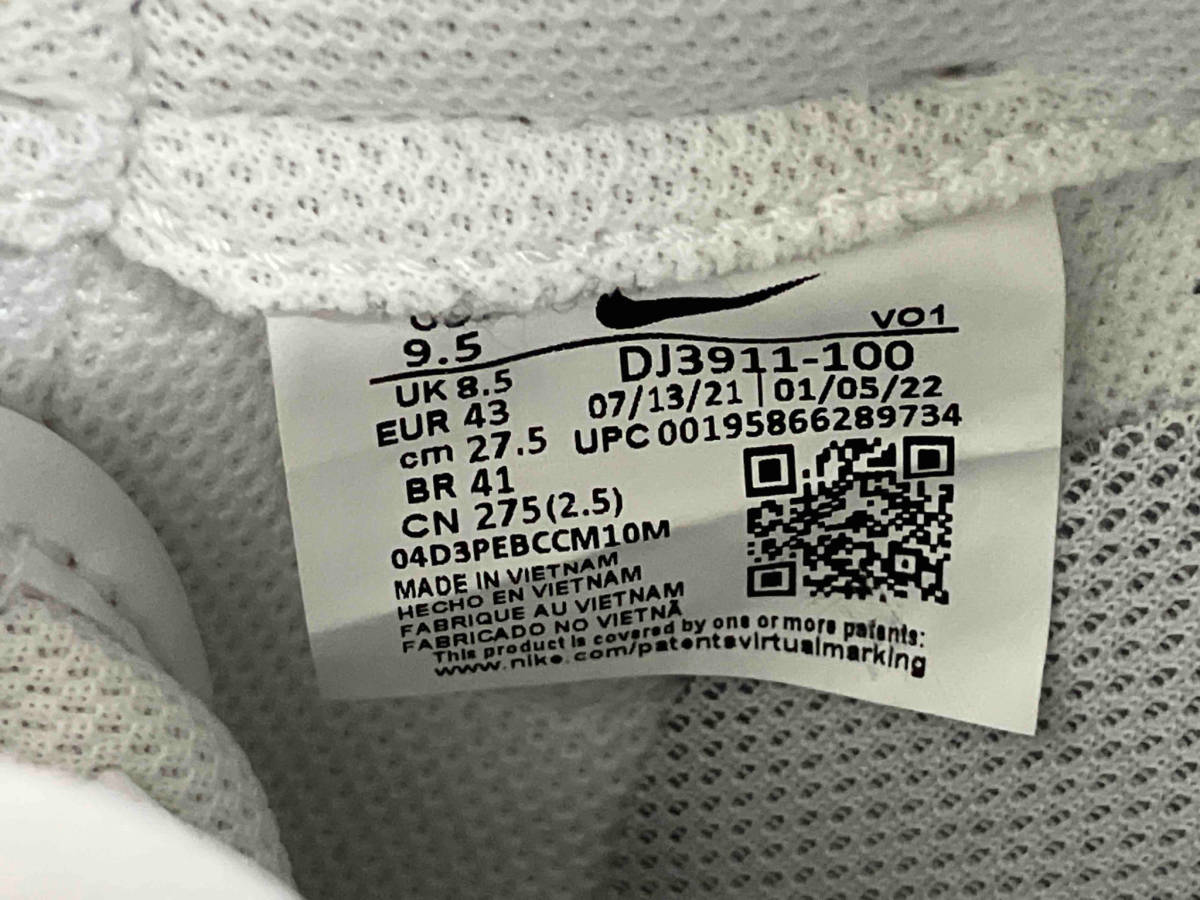 VO1
9.5
UK 8.5
EUR 43
cm 27.5
BR 41
CN 275(2.5)
DJ3911-100
07/13/21 | 01/05/22
UPC 00195866289734
04D3PEBCCM10M
MADE IN VIETNAM
HECHO EN VIETNAM
FABRIQUE AU VIETNAM
FABRICADO NO VIETNÃ
This product is covered by one or more patents:
www.nike.com/patentsvirtualmarking